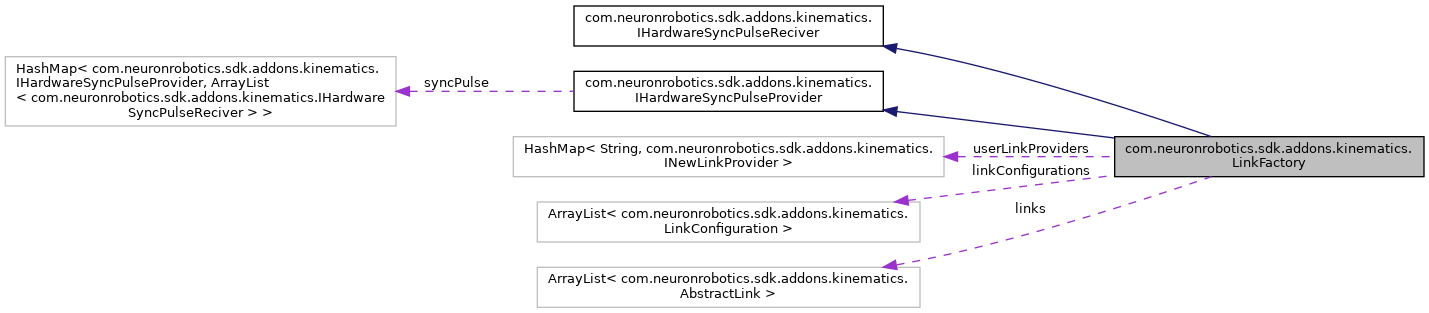 com.neuronrobotics.sdk.addons.kinematics.
IHardwareSyncPulseReciver
HashMap< com.neuronrobotics.sdk.addons.kinematics.
IHardwareSyncPulseProvider, ArrayList
< com.neuronrobotics.sdk.addons.kinematics.IHardware
SyncPulseReciver > >
syncPulse
com.neuronrobotics.sdk.addons.kinematics.
IHardwareSyncPulseProvider
HashMap< String, com.neuronrobotics.sdk.addons.kinematics.
INewLinkProvider >
userLinkProviders
com.neuronrobotics.sdk.addons.kinematics.
LinkFactory
linkConfigurations
ArrayList< com.neuronrobotics.sdk.addons.kinematics.
LinkConfiguration >
links
ArrayList< com.neuronrobotics.sdk.addons.kinematics.
AbstractLink >